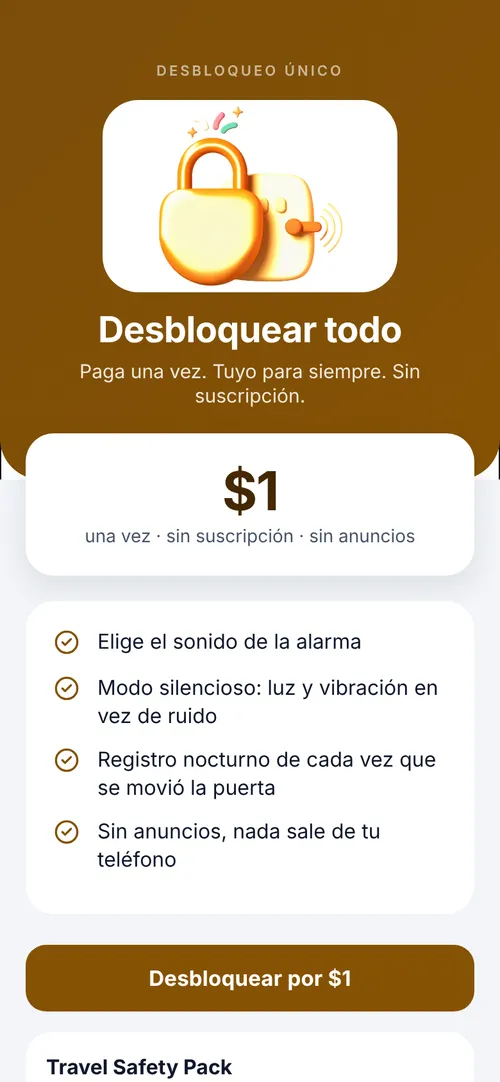 DESBLOQUEO ÚNICO
Desbloquear todo
Paga una vez. Tuyo para siempre. Sin
suscripción.
$1
una vez · sin suscripción · sin anuncios
Elige el sonido de la alarma
Modo silencioso: luz y vibración en
vez de ruido
Registro nocturno de cada vez que
se movió la puerta
Sin anuncios, nada sale de tu
teléfono
Desbloquear por $1
Travel Safety Pack